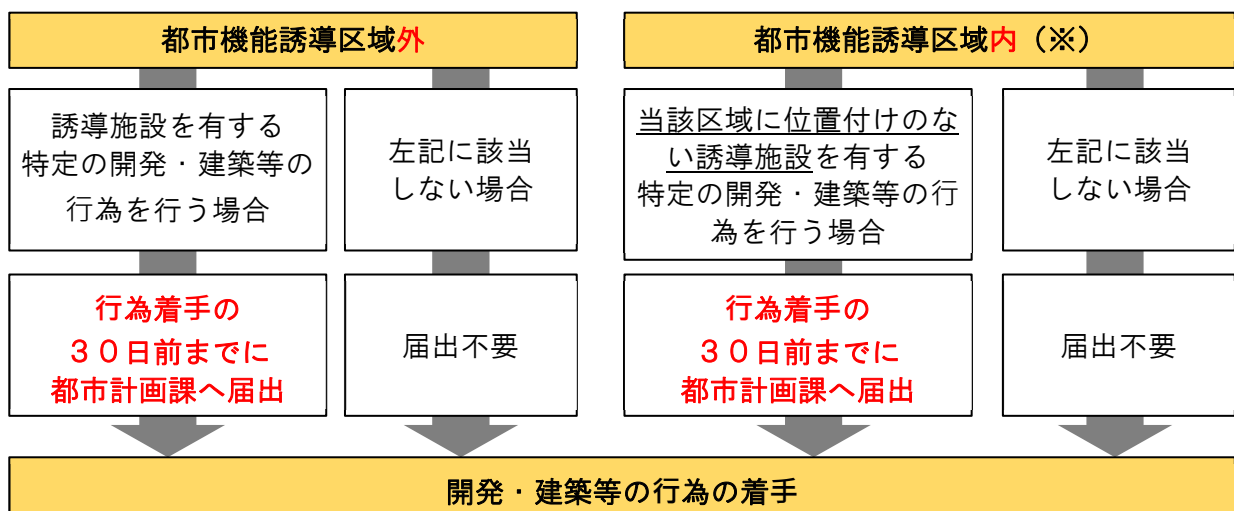 都市機能誘導区域外
誘導施設を有する
特定の開発・建築等の
行為を行う場合
左記に該当
しない場合
行為着手の
３０日前までに
都市計画課へ届出
届出不要
都市機能誘導区域内（※）
当該区域に位置付けのな
い誘導施設を有する
特定の開発・建築等の行
為を行う場合
左記に該当
しない場合
行為着手の
３０日前までに
都市計画課へ届出
届出不要
開発・建築等の行為の着手